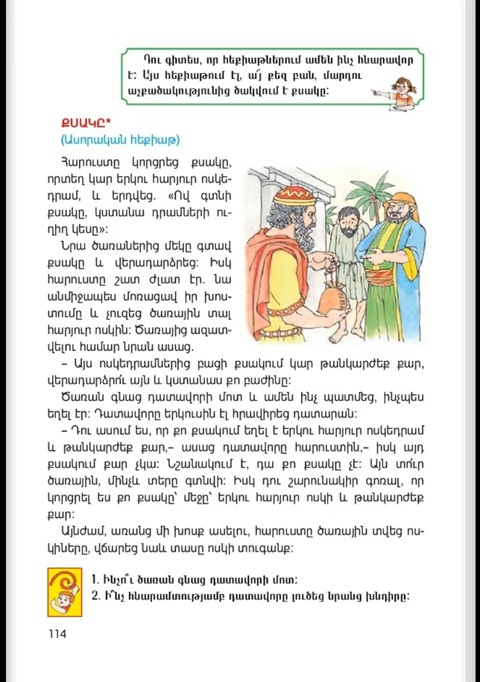 Դու գիտես, որ հեքիաթներում ամեն ինչ հնարավոր
է: Այս հեքիաթում էլ, ա՜յ քեզ բան, մարդու
աչքածակությունից ծակվում է քսակը:
ՔՍԱԿԸ*
(Ասորական հեքիաթ)
Հարուստը կորցրեց քսակը,
որտեղ կար երկու հարյուր ոսկե-
դրամ, և երդվեց. «Ով գտնի
քսակը, կստանա դրամների ու-
ղիղ կեսը»:
Նրա ծառաներից մեկը գտավ
քսակը և վերադարձրեց: Իսկ
հարուստը շատ ժլատ էր. նա
անմիջապես մոռացավ իր խոս-
տումը և չուզեց ծառային տալ
հարյուր ոսկին: Ծառայից ազատ-
վելու համար նրան ասաց.
– Այս ոսկեդրամներից բացի քսակում կար թանկարժեք քար,
վերադարձրո՛ւ այն և կստանաս քո բաժինը:
Ծառան գնաց դատավորի մոտ և ամեն ինչ պատմեց, ինչպես
եղել էր: Դատավորը երկուսին էլ հրավիրեց դատարան:
– Դու ասում ես, որ քո քսակում եղել է երկու հարյուր ոսկեդրամ
և թանկարժեք քար,– ասաց դատավորը հարուստին,– իսկ այդ
քսակում քար չկա: Նշանակում է, դա քո քսակը չէ: Այն տո՛ւր
ծառային, մինչև տերը գտնվի: Իսկ դու շարունակիր գոռալ, որ
կորցրել ես քո քսակը՝ մեջը՝ երկու հարյուր ոսկի և թանկարժեք
քար:
Այնժամ, առանց մի խոսք ասելու, հարուստը ծառային տվեց ոս-
կիները, վճարեց նաև տասը ոսկի տուգանք:
1. Ինչո՞ւ ծառան գնաց դատավորի մոտ:
2. Ի՞նչ հնարամտությամբ դատավորը լուծեց նրանց խնդիրը:
114